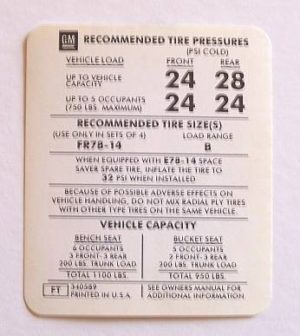 GM RECOMMENDED TIRE PRESSURES
(PSI COLD)
VEHICLE LOAD FRONT REAR
UP TO VEHICLE CAPACITY 24 28
UP TO 5 OCCUPANTS (750 LBS. MAXIMUM) 24 24
RECOMMENDED TIRE SIZE(S)
(USE ONLY IN SETS OF 4) LOAD RANGE
FR78-14 B
WHEN EQUIPPED WITH E78-14 SPACE
SAVER SPARE TIRE, INFLATE THE TIRE TO
32 PSI WHEN INSTALLED
BECAUSE OF POSSIBLE ADVERSE EFFECTS ON
VEHICLE HANDLING, DO NOT MIX RADIAL PLY TIRES
WITH OTHER TYPE TIRES ON THE SAME VEHICLE.
VEHICLE CAPACITY
BENCH SEAT BUCKET SEAT
6 OCCUPANTS 5 OCCUPANTS
3 FRONT-3 REAR 2 FRONT-3 REAR
200 LBS. TRUNK LOAD 200 LBS. TRUNK LOAD
TOTAL 1100 LBS. TOTAL 950 LBS.
FT 340589 SEE OWNERS MANUAL FOR
PRINTED IN U.S.A. ADDITIONAL INFORMATION